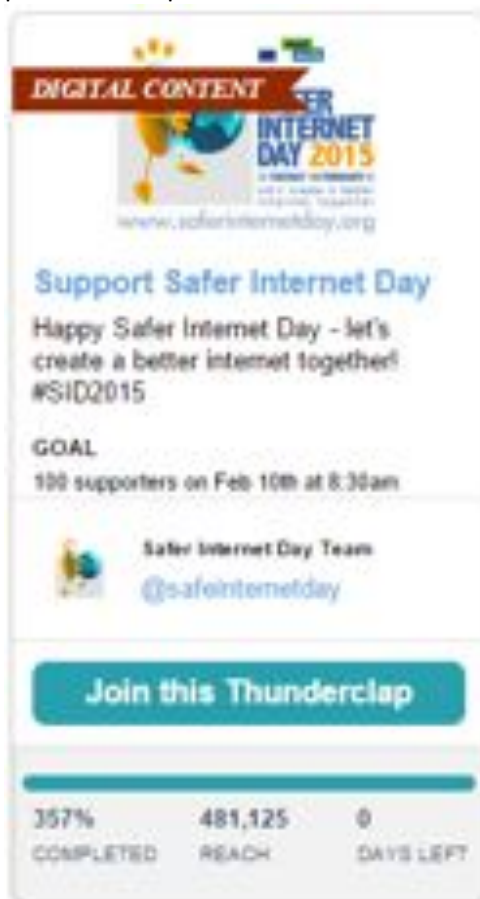 DIGITAL CONTENT
INTERNET
DAY 2015
www.saferinternetday.org
Support Safer Internet Day
Happy Safer Internet Day - let's
create a better internet together!
#SID2015
GOAL
100 supporters on Feb 10th at 8:30am
Safer Internet Day Team
@safeinternetday
Join this Thunderclap
357% 481,125 0
COMPLETED REACH DAYS LEFT